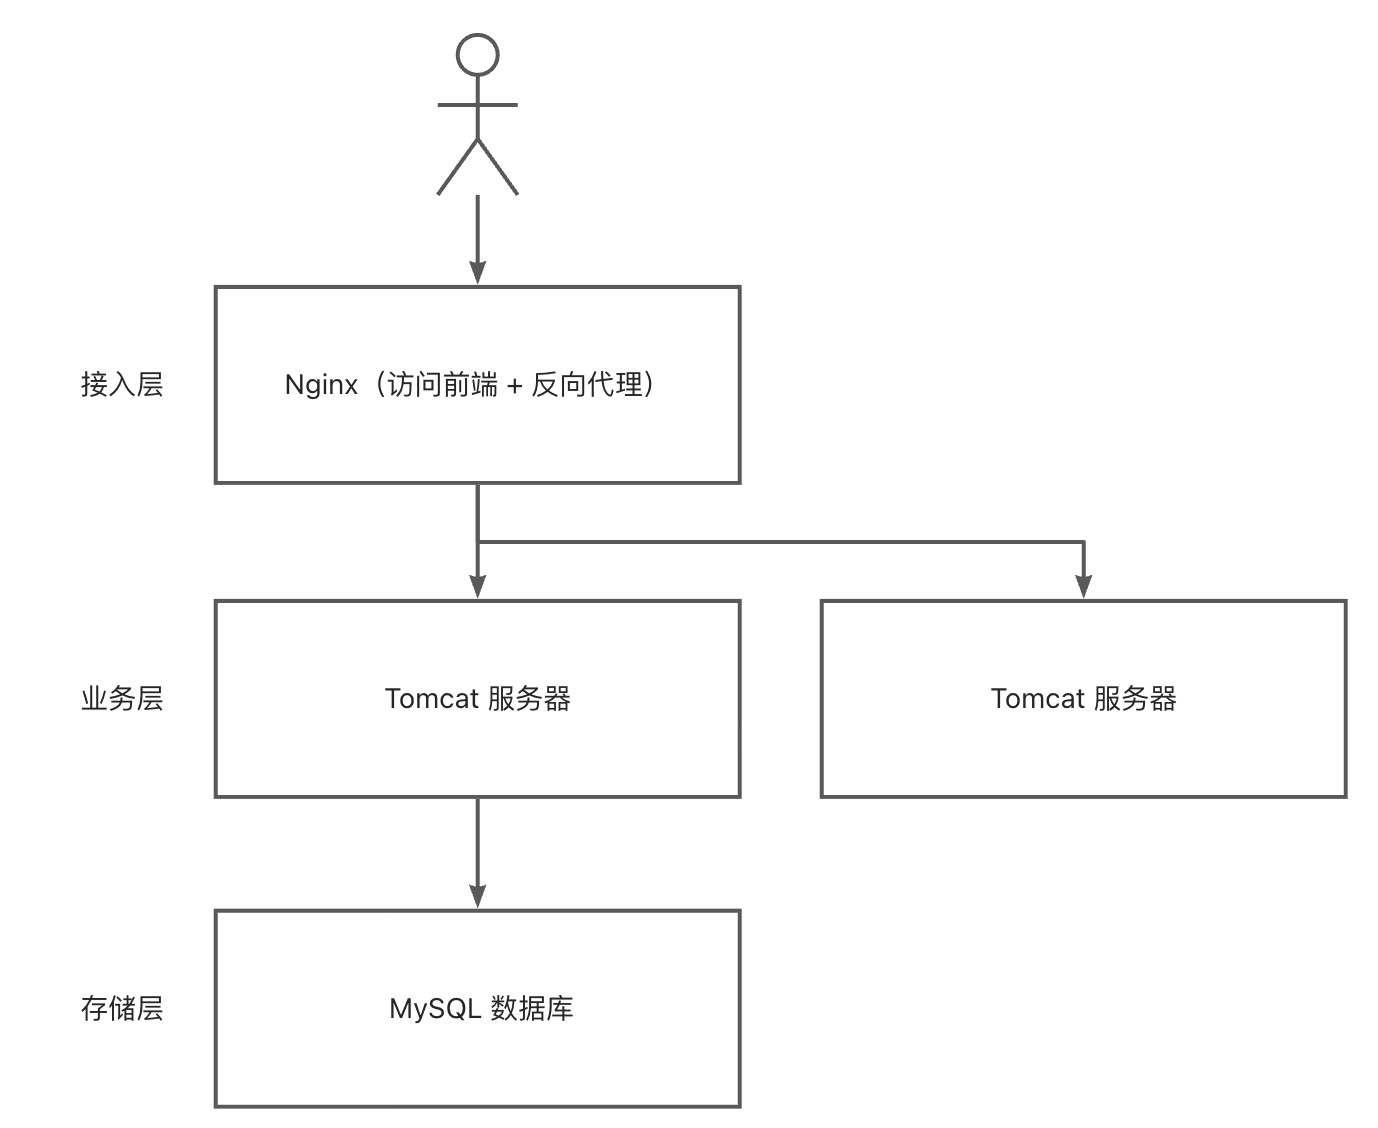 接入层
Nginx（访问前端 + 反向代理）
业务层
Tomcat 服务器
Tomcat 服务器
存储层
MySQL 数据库